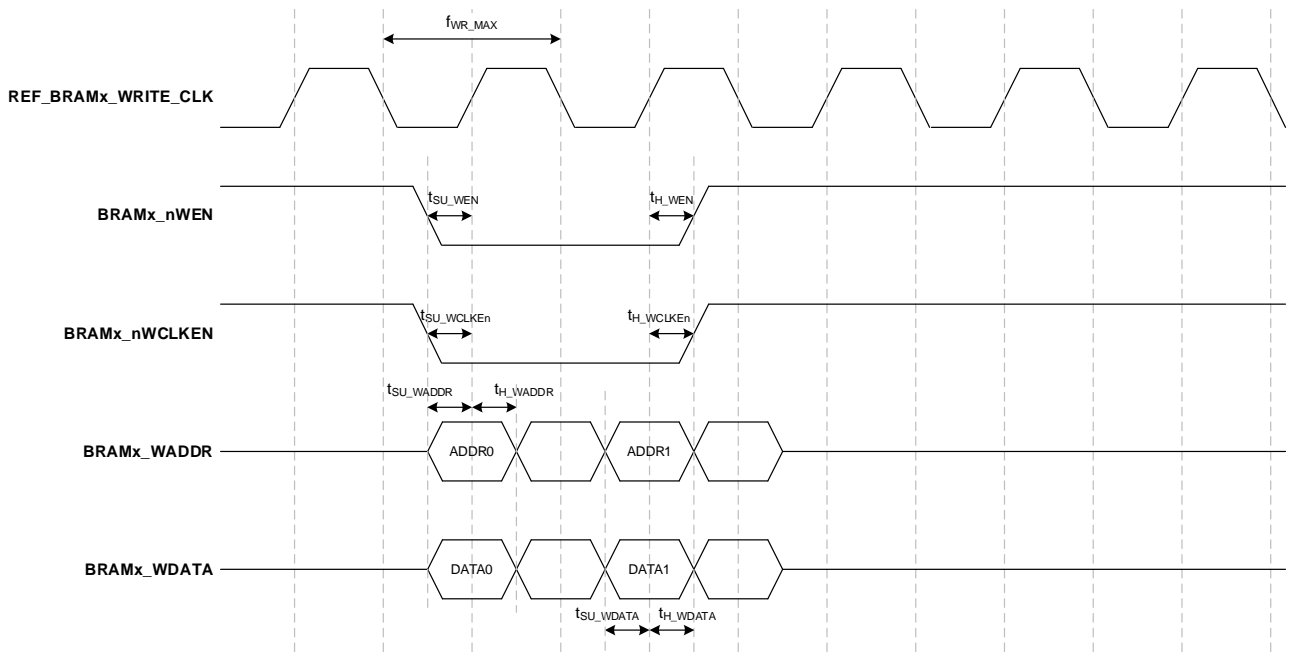 fWR_MAX
REF_BRAMx_WRITE_CLK
tSU_WEN
tH_WEN
BRAMx_nWEN
tSU_WCLKEn
tH_WCLKEn
BRAMx_nWCLKEN
tSU_WADDR
tH_WADDR
BRAMx_WADDR
ADDR0
ADDR1
BRAMx_WDATA
DATA0
DATA1
tSU_WDATA
tH_WDATA